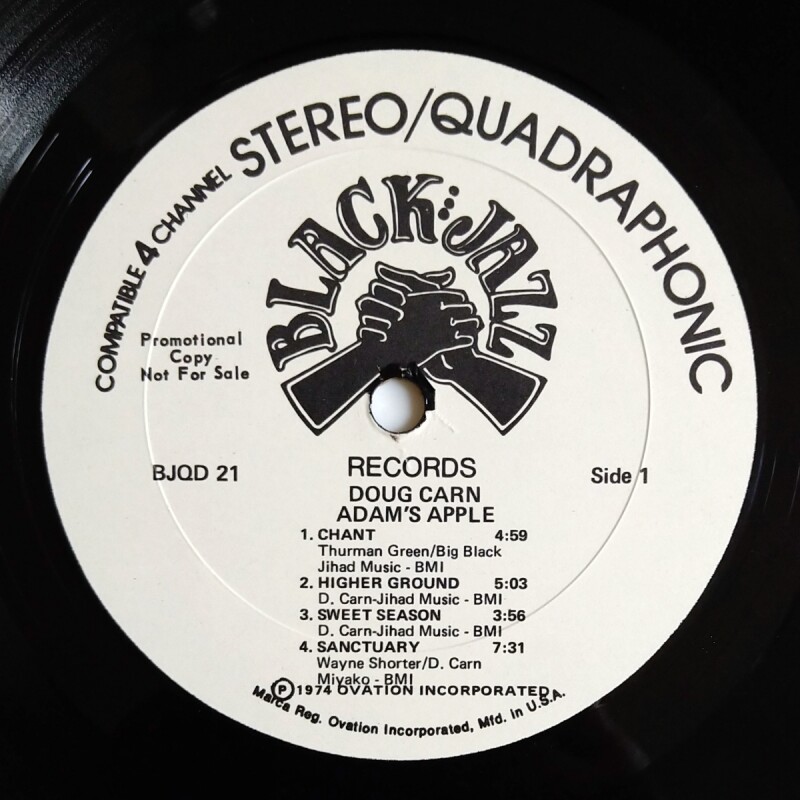 COMPATIBLE 4 CHANNEL STEREO/QUADRAPHONIC
BLACK JAZZ
Promotional
Copy
Not For Sale
BJQD 21
RECORDS
Side 1
DOUG CARN
ADAM'S APPLE
1. CHANT 4:59
Thurman Green/Big Black
Jihad Music - BMI
2. HIGHER GROUND 5:03
D. Carn-Jihad Music - BMI
3. SWEET SEASON 3:56
D. Carn-Jihad Music - BMI
4. SANCTUARY 7:31
Wayne Shorter/D. Carn
Miyako - BMI
Ⓟ 1974 OVATION INCORPORATED
Marca Reg. Ovation Incorporated, Mfd. in U.S.A.